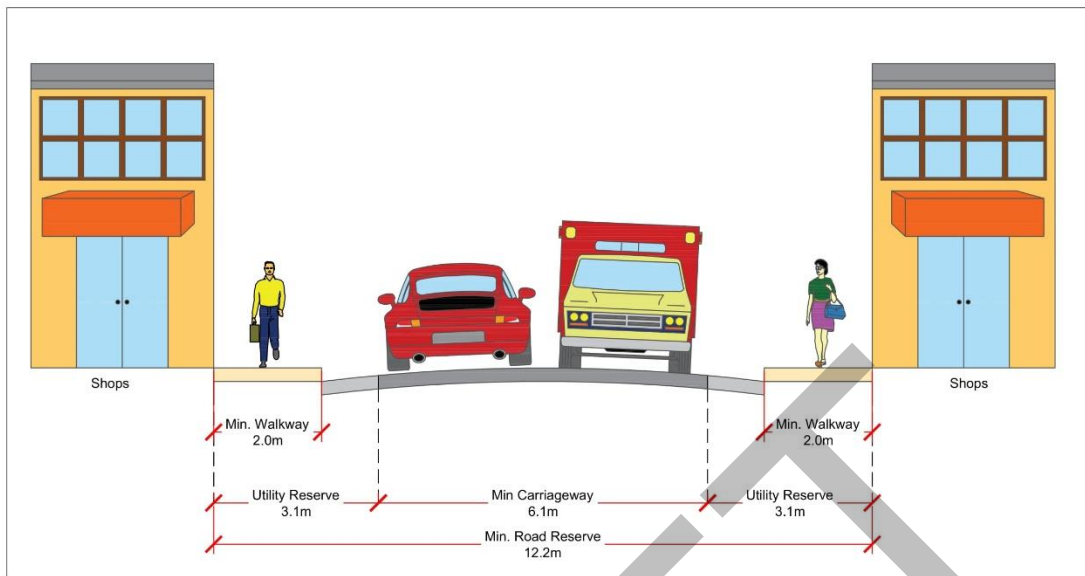 Shops
Shops
Min. Walkway
2.0m
Min. Walkway
2.0m
Utility Reserve
3.1m
Min Carriageway
6.1m
Utility Reserve
3.1m
Min. Road Reserve
12.2m